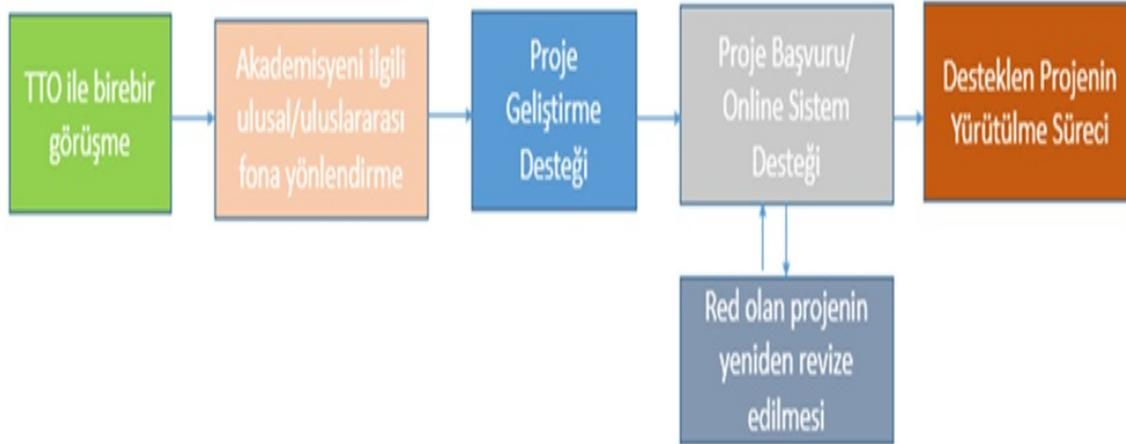 TTO ile birebir
görüşme
Akademisyeni ilgili
ulusal/uluslararası
fona yönlendirme
Proje
Geliştirme
Desteği
Proje Başvuru/
Online Sistem
Desteği
Desteklen Projenin
Yürütülme Süreci
Red olan projenin
yeniden revize
edilmesi